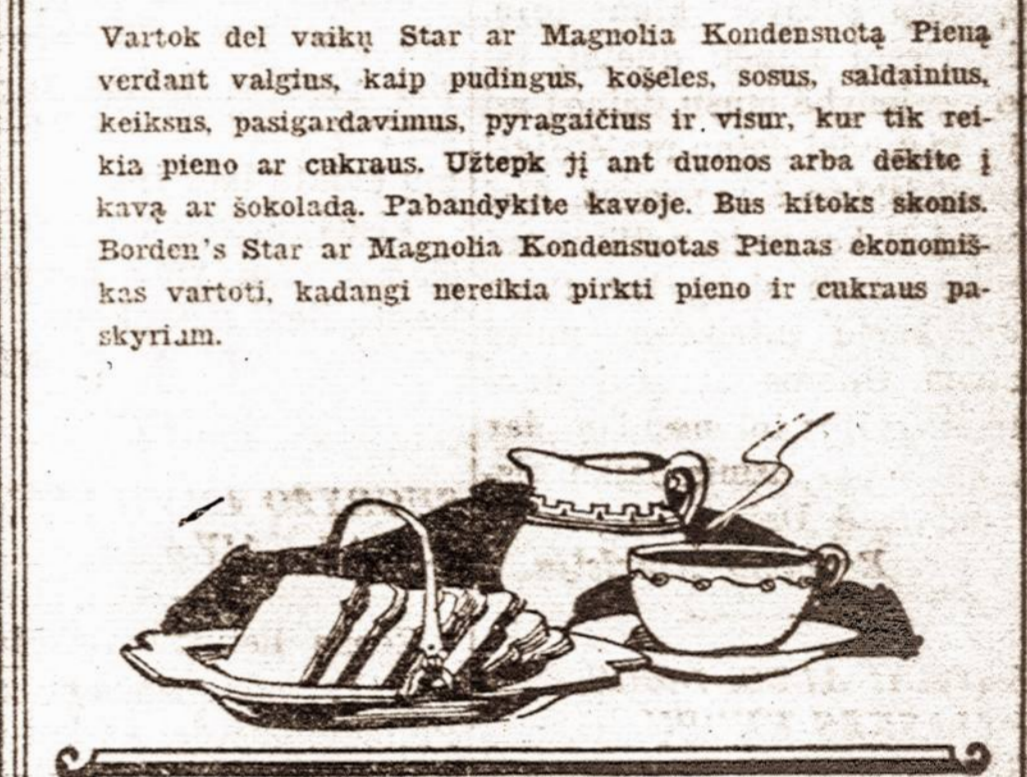 Vartok del vaikų Star ar Magnolia Kondensuotą Pieną
verdant valgius, kaip pudingus, košeles, sosus, saldainius,
keiksus, pasigardavimus, pyragaičius ir visur, kur tik rei-
kia pieno ar cukraus. Užtepk jį ant duonos arba dėkite į
kavą ar šokoladą. Pabandykite kavoje. Bus kitoks skonis.
Borden's Star ar Magnolia Kondensuotas Pienas ekonomiš-
kas vartoti, kadangi nereikia pirkti pieno ir cukraus pa-
skyrium.